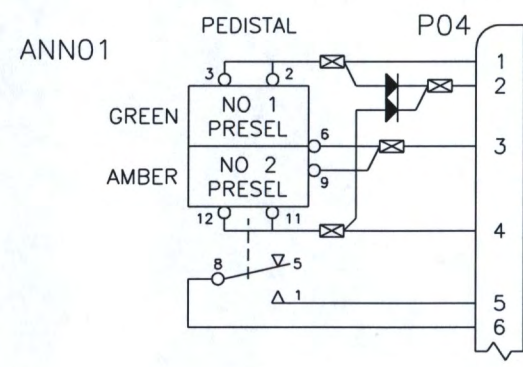 PEDISTAL
P04
ANN01
3 2
1
2
GREEN
NO 1
PRESEL
6
3
AMBER
NO 2
PRESEL
9
12 11
4
8 5
1
5
6